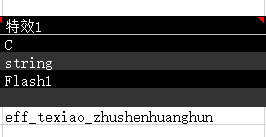 特效1
C
string
Flash1
eff_texiao_zhushenhuanghun